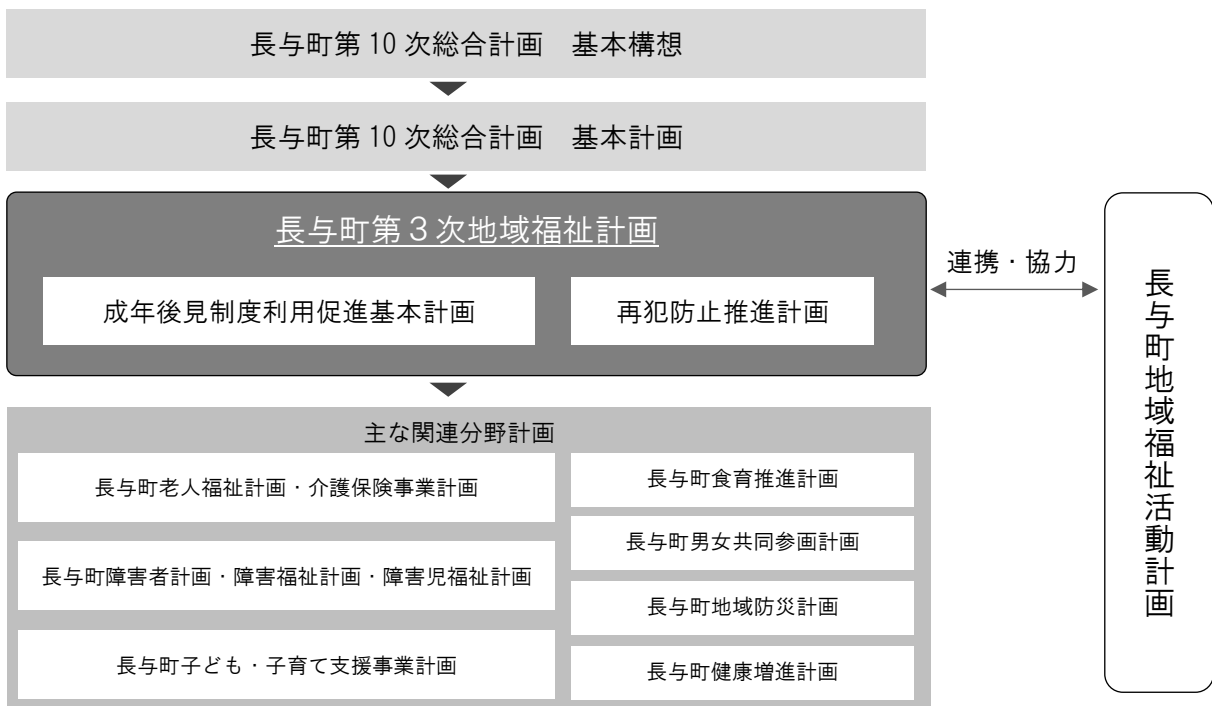 長与町第10次総合計画　基本構想
長与町第10次総合計画　基本計画
長与町第３次地域福祉計画
成年後見制度利用促進基本計画
再犯防止推進計画
連携・協力
長与町地域福祉活動計画
主な関連分野計画
長与町老人福祉計画・介護保険事業計画
長与町障害者計画・障害福祉計画・障害児福祉計画
長与町子ども・子育て支援事業計画
長与町食育推進計画
長与町男女共同参画計画
長与町地域防災計画
長与町健康増進計画